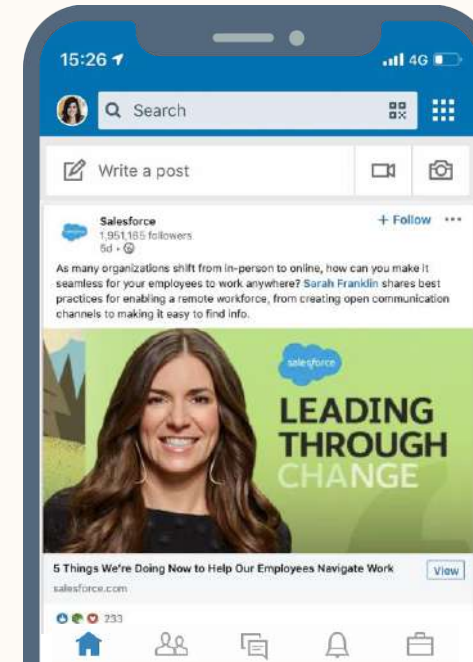 15:26
4G
Search
Write a post
Salesforce
1,951,165 followers
5d •
+ Follow
As many organizations shift from in-person to online, how can you make it
seamless for your employees to work anywhere? Sarah Franklin shares best
practices for enabling a remote workforce, from creating open communication
channels to making it easy to find info.
salesforce
LEADING
THROUGH
CHANGE
5 Things We're Doing Now to Help Our Employees Navigate Work
View
salesforce.com
233